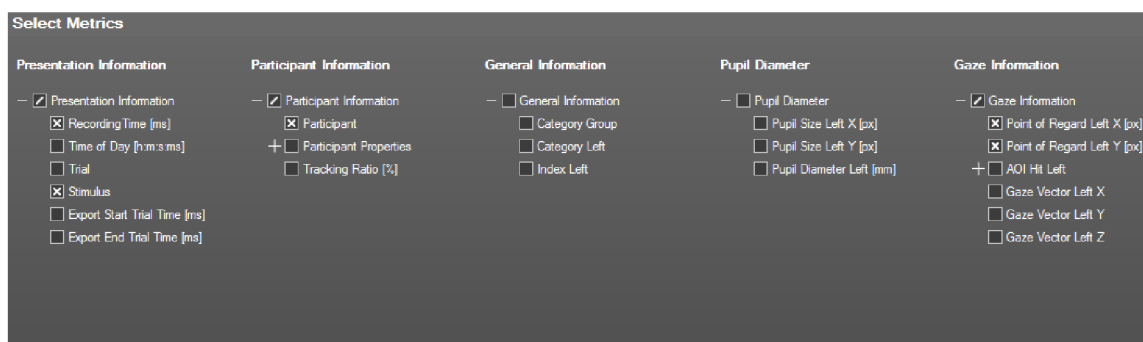 Select Metrics
Presentation Information
Presentation Information
RecordingTime [ms]
Time of Day [h:m:s:ms]
Trial
Stimulus
Export Start Trial Time [ms]
Export End Trial Time [ms]
Participant Information
Participant Information
Participant
Participant Properties
Tracking Ratio [%]
General Information
General Information
Category Group
Category Left
Index Left
Pupil Diameter
Pupil Diameter
Pupil Size Left X [px]
Pupil Size Left Y [px]
Pupil Diameter Left [mm]
Gaze Information
Gaze Information
Point of Regard Left X [px]
Point of Regard Left Y [px]
AOI Hit Left
Gaze Vector Left X
Gaze Vector Left Y
Gaze Vector Left Z